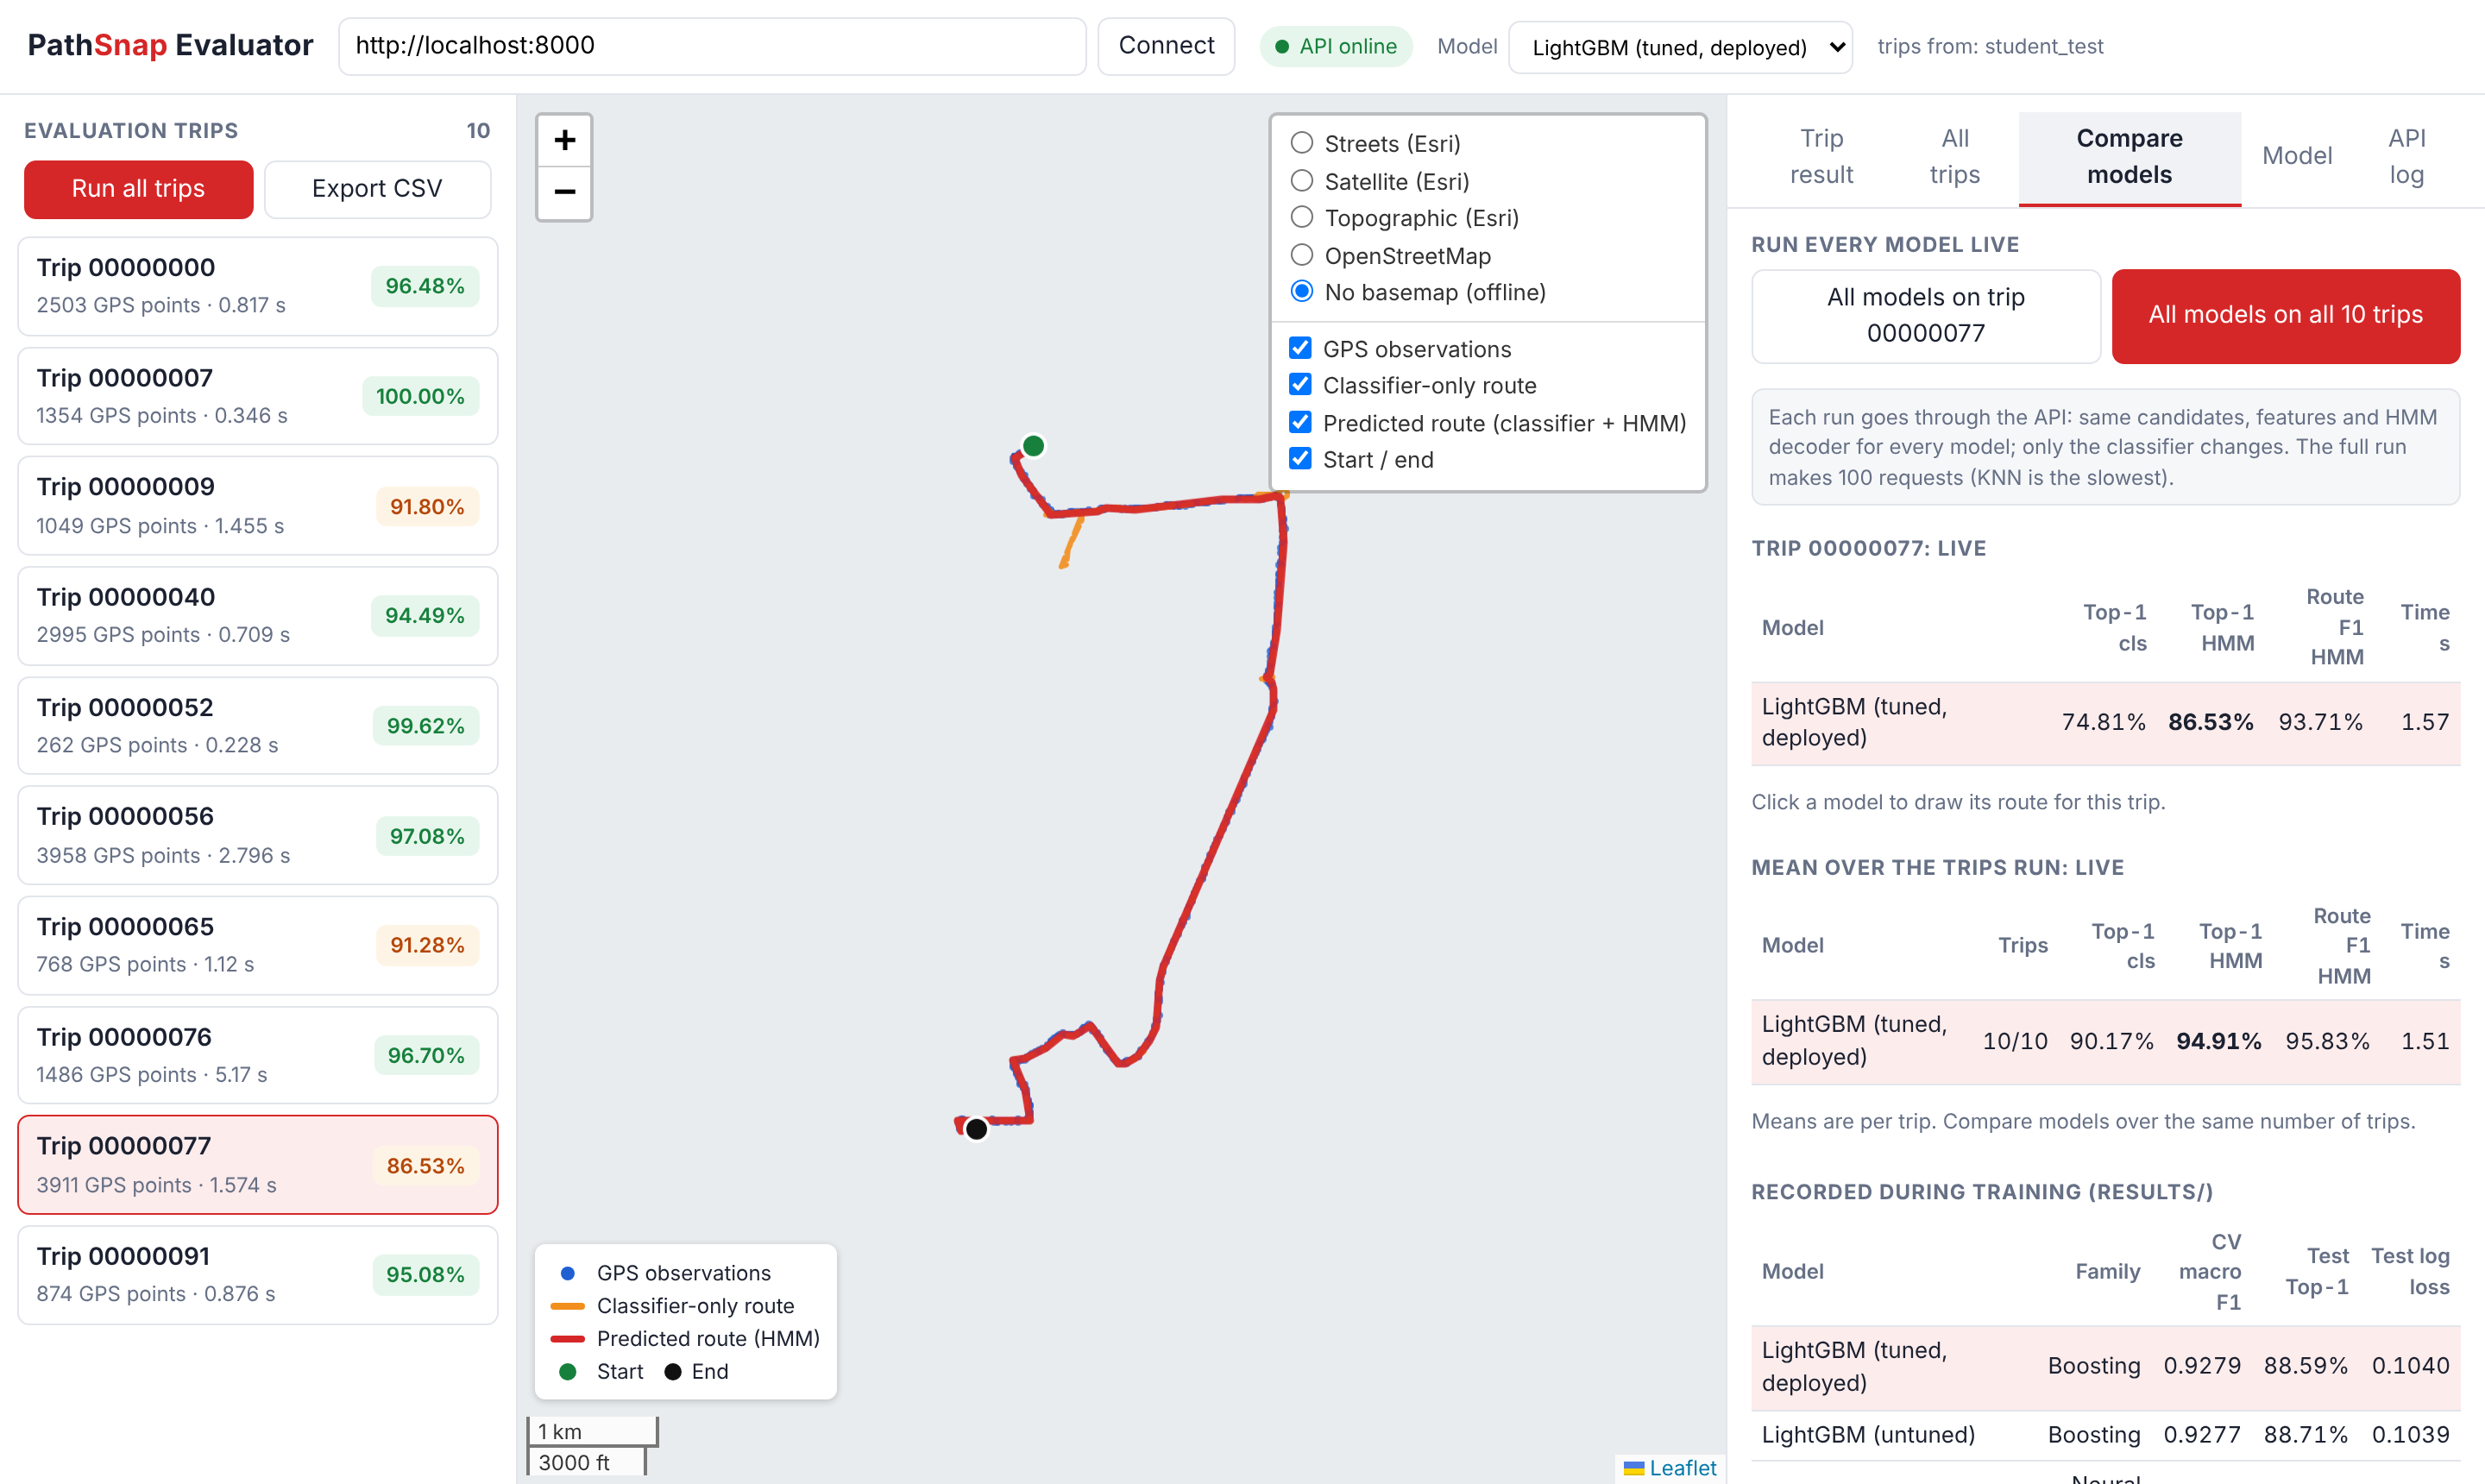 PathSnap Evaluator
http://localhost:8000
Connect
API online
Model
LightGBM (tuned, deployed)
trips from: student_test
EVALUATION TRIPS 10
Run all trips
Export CSV
Trip 00000000
2503 GPS points · 0.817 s
96.48%
Trip 00000007
1354 GPS points · 0.346 s
100.00%
Trip 00000009
1049 GPS points · 1.455 s
91.80%
Trip 00000040
2995 GPS points · 0.709 s
94.49%
Trip 00000052
262 GPS points · 0.228 s
99.62%
Trip 00000056
3958 GPS points · 2.796 s
97.08%
Trip 00000065
768 GPS points · 1.12 s
91.28%
Trip 00000076
1486 GPS points · 5.17 s
96.70%
Trip 00000077
3911 GPS points · 1.574 s
86.53%
Trip 00000091
874 GPS points · 0.876 s
95.08%
+
−
Streets (Esri)
Satellite (Esri)
Topographic (Esri)
OpenStreetMap
No basemap (offline)
GPS observations
Classifier-only route
Predicted route (classifier + HMM)
Start / end
GPS observations
Classifier-only route
Predicted route (HMM)
Start End
1 km
3000 ft
Leaflet
Trip
result
All
trips
Compare
models
Model
API
log
RUN EVERY MODEL LIVE
All models on trip
00000077
All models on all 10 trips
Each run goes through the API: same candidates, features and HMM
decoder for every model; only the classifier changes. The full run
makes 100 requests (KNN is the slowest).
TRIP 00000077: LIVE
Model
Top-1
cls
Top-1
HMM
Route
F1
HMM
Time
s
LightGBM (tuned,
deployed)
74.81% 86.53% 93.71% 1.57
Click a model to draw its route for this trip.
MEAN OVER THE TRIPS RUN: LIVE
Model
Trips
Top-1
cls
Top-1
HMM
Route
F1
HMM
Time
s
LightGBM (tuned,
deployed)
10/10 90.17% 94.91% 95.83% 1.51
Means are per trip. Compare models over the same number of trips.
RECORDED DURING TRAINING (RESULTS/)
Model
Family
CV
macro
F1
Test
Top-1
Test log
loss
LightGBM (tuned,
deployed)
Boosting 0.9279 88.59% 0.1040
LightGBM (untuned) Boosting 0.9277 88.71% 0.1039
Neural